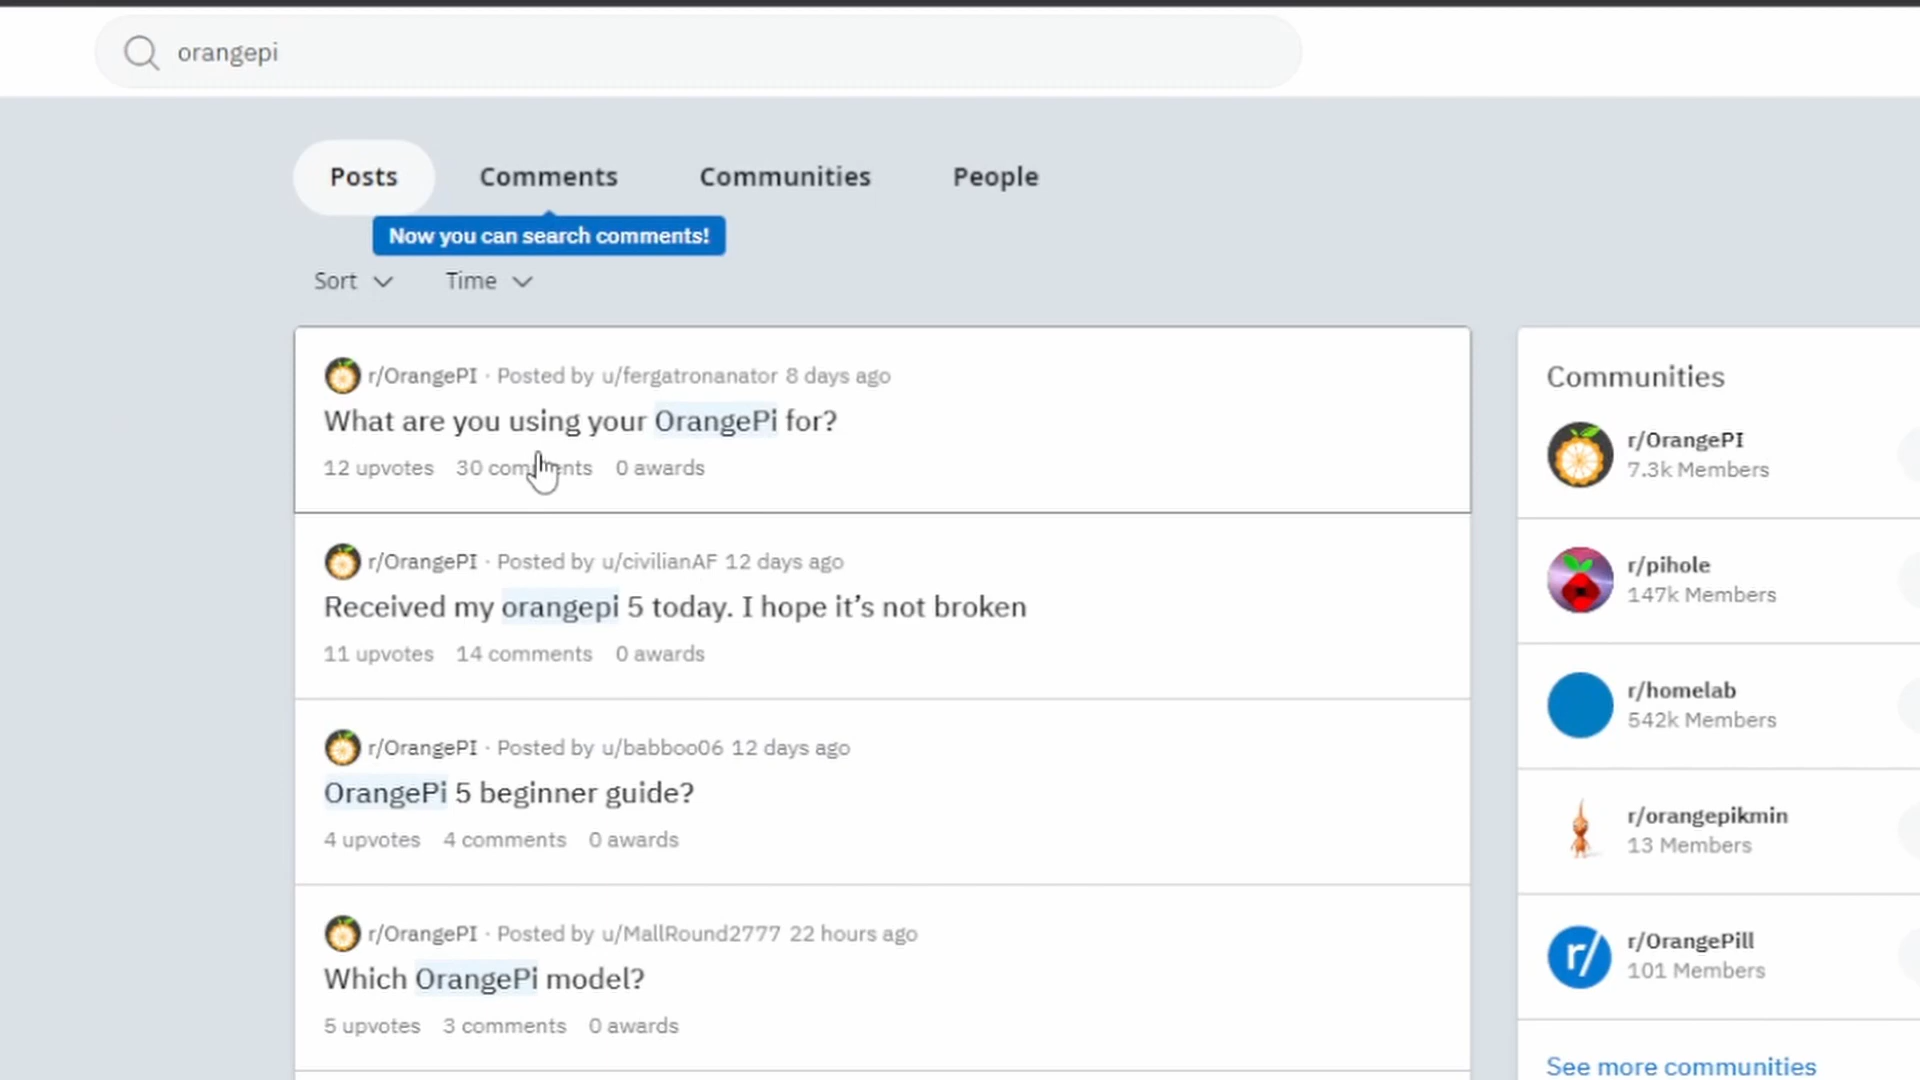 orangepi
Posts Comments Communities People
Now you can search comments!
Sort Time
r/OrangePI · Posted by u/fergatronanator 8 days ago
What are you using your OrangePi for?
12 upvotes 30 comments 0 awards
r/OrangePI · Posted by u/civilianAF 12 days ago
Received my orangepi 5 today. I hope it’s not broken
11 upvotes 14 comments 0 awards
r/OrangePI · Posted by u/babboo06 12 days ago
OrangePi 5 beginner guide?
4 upvotes 4 comments 0 awards
r/OrangePI · Posted by u/MallRound2777 22 hours ago
Which OrangePi model?
5 upvotes 3 comments 0 awards
Communities
r/OrangePI
7.3k Members
r/pihole
147k Members
r/homelab
542k Members
r/orangepikmin
13 Members
r/
r/OrangePill
101 Members
See more communities